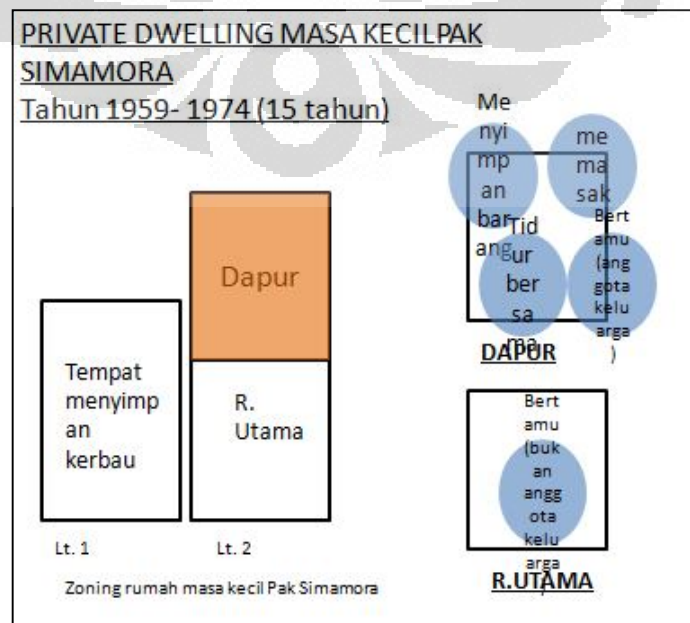 PRIVATE DWELLING MASA KECILPAK
SIMAMORA
Tahun 1959- 1974 (15 tahun)
Dapur
Tempat
menyimp
an
kerbau
R.
Utama
Lt. 1
Lt. 2
Zoning rumah masa kecil Pak Simamora
Me
nyi
mp
an
bar
ang
me
ma
sak
Tid
ur
ber
sa
ma
Bert
amu
(ang
gota
kelu
arga
)
DAPUR
Bert
amu
(buk
an
angg
ota
kelu
arga
R.UTAMA